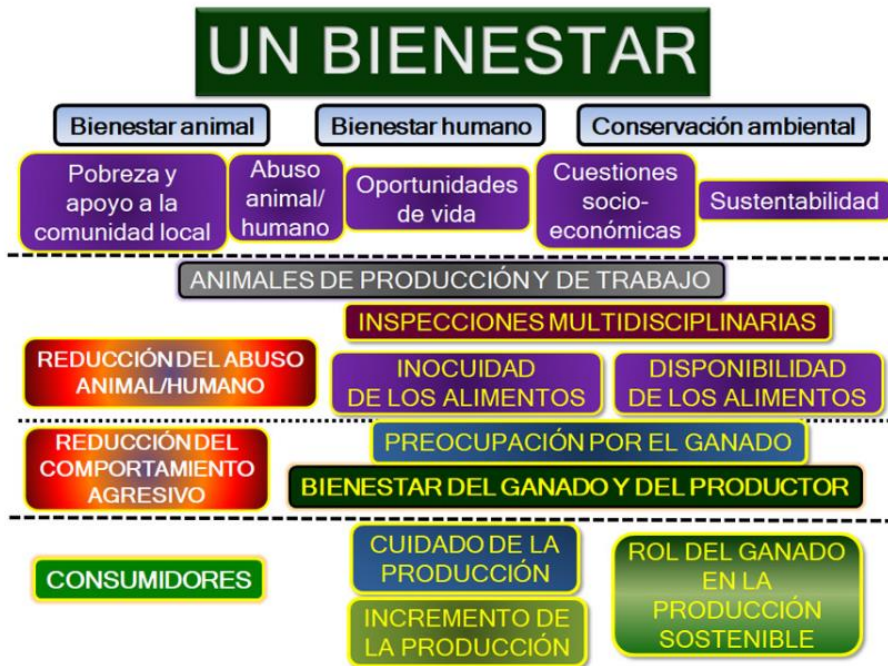 UN BIENESTAR
Bienestar animal
Bienestar humano
Conservación ambiental
Pobreza y
apoyo a la
comunidad local
Abuso
animal/
humano
Oportunidades
de vida
Cuestiones
socio-
económicas
Sustentabilidad
ANIMALES DE PRODUCCIÓN Y DE TRABAJO
INSPECCIONES MULTIDISCIPLINARIAS
REDUCCIÓN DEL ABUSO
ANIMAL/HUMANO
INOCUIDAD
DE LOS ALIMENTOS
DISPONIBILIDAD
DE LOS ALIMENTOS
REDUCCIÓN DEL
COMPORTAMIENTO
AGRESIVO
PREOCUPACIÓN POR EL GANADO
BIENESTAR DEL GANADO Y DEL PRODUCTOR
CONSUMIDORES
CUIDADO DE LA
PRODUCCIÓN
INCREMENTO DE
LA PRODUCCIÓN
ROL DEL GANADO
EN LA
PRODUCCIÓN
SOSTENIBLE